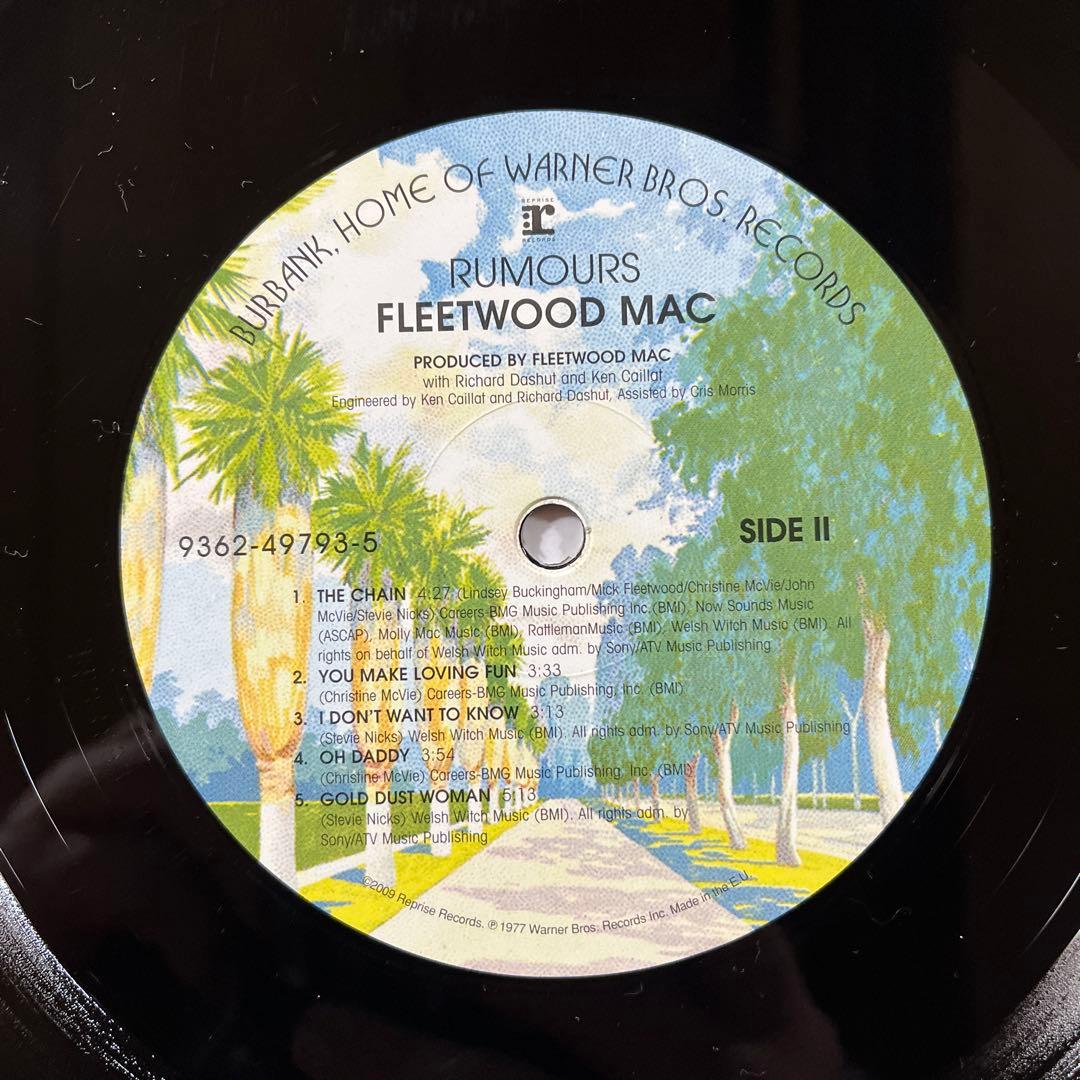 BURBANK, HOME OF WARNER BROS. RECORDS
REPRISE
r
RECORDS
RUMOURS
FLEETWOOD MAC
PRODUCED BY FLEETWOOD MAC
with Richard Dashut and Ken Caillat
Engineered by Ken Caillat and Richard Dashut, Assisted by Cris Morris
9362-49793-5
SIDE II
1. THE CHAIN 4:27 (Lindsey Buckingham/Mick Fleetwood/Christine McVie/John
McVie/Stevie Nicks) Careers-BMG Music Publishing Inc.(BMI), Now Sounds Music
(ASCAP), Molly Mac Music (BMI), RattlemanMusic (BMI). Welsh Witch Music (BMI). All
rights on behalf of Welsh Witch Music adm. by Sony/ATV Music Publishing
2. YOU MAKE LOVING FUN 3:33
(Christine McVie) Careers-BMG Music Publishing, Inc. (BMI)
3. I DON'T WANT TO KNOW 3:13
(Stevie Nicks) Welsh Witch Music (BMI). All rights adm. by Sony/ATV Music Publishing
4. OH DADDY 3:54
(Christine McVie) Careers-BMG Music Publishing, Inc. (BMI)
5. GOLD DUST WOMAN 5:13
(Stevie Nicks) Welsh Witch Music (BMI). All rights adm. by
Sony/ATV Music Publishing
©2009 Reprise Records. ℗ 1977 Warner Bros. Records Inc. Made in the E.U.